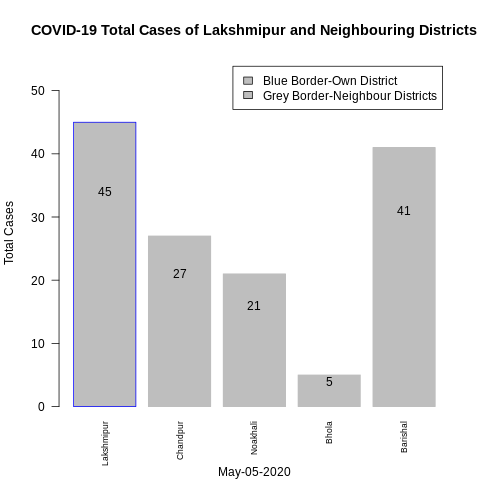 COVID-19 Total Cases of Lakshmipur and Neighbouring Districts
Blue Border-Own District
Grey Border-Neighbour Districts
Total Cases
50
40
30
20
10
0
45
27
21
5
41
Lakshmipur
Chandpur
Noakhali
Bhola
Barishal
May-05-2020